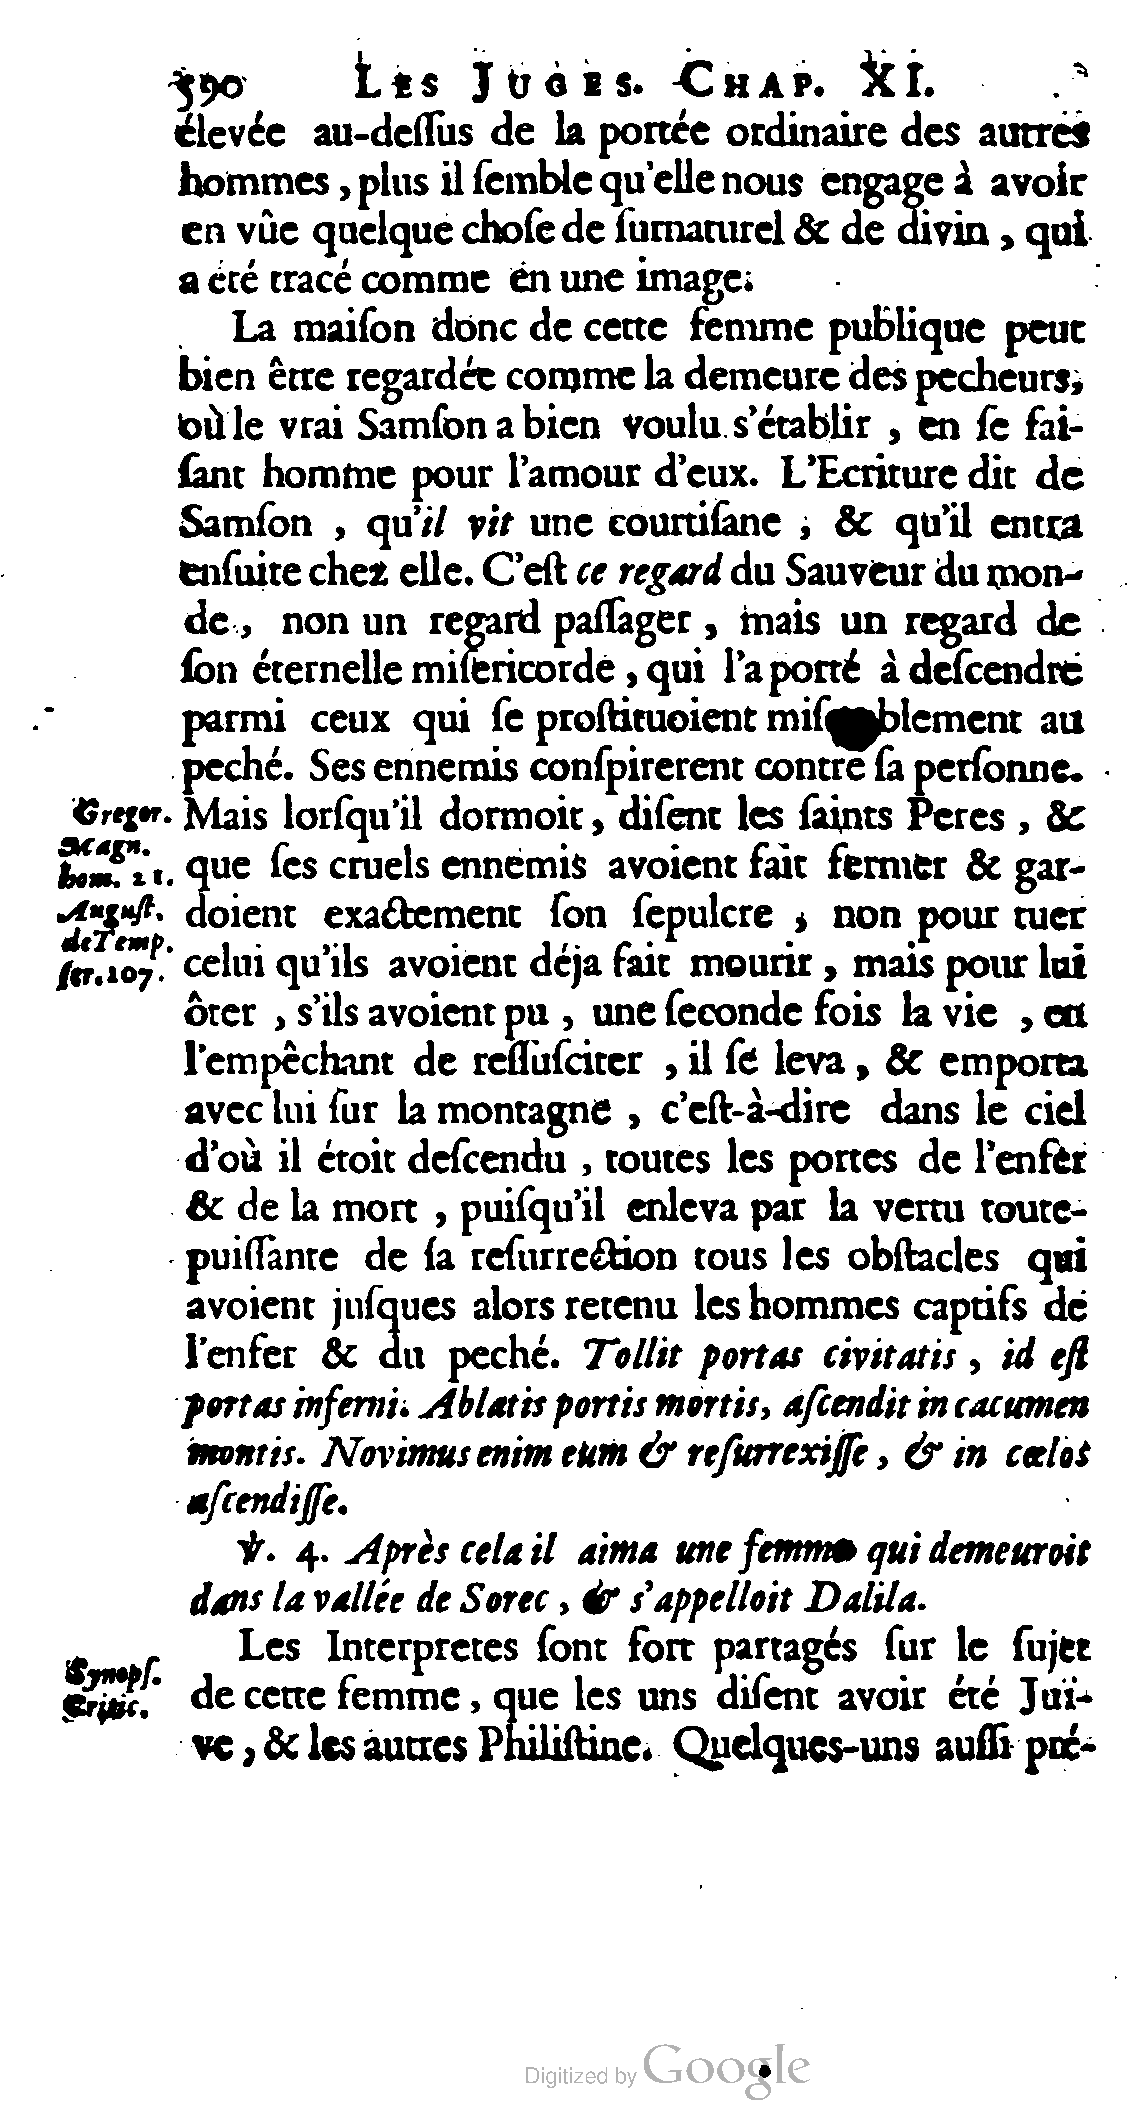 390 LES JUGES. CHAP. XI.
élevée au-deſſus de la portée ordinaire des autres
hommes, plus il ſemble qu'elle nous engage à avoir
en vûe quelque choſe de ſurnaturel & de divin, qui
a été tracé comme en une image.
La maiſon donc de cette femme publique peut
bien être regardée comme la demeure des pecheurs,
où le vrai Samſon a bien voulu s'établir, en ſe fai-
ſant homme pour l'amour d'eux. L'Ecriture dit de
Samſon, qu'il vit une courtiſane, & qu'il entra
enſuite chez elle. C'eſt ce regard du Sauveur du mon-
de, non un regard paſſager, mais un regard de
ſon éternelle miſericorde, qui l'a porté à deſcendre
parmi ceux qui ſe proſtituoient miſ blement au
peché. Ses ennemis conſpirerent contre ſa perſonne.
Gregor. Mais lorſqu'il dormoit, diſent les ſaints Peres, &
Magn.
hom. 21. que ſes cruels ennemis avoient fait fermer & gar-
Auguſt. doient exactement ſon ſepulcre, non pour tuer
de Temp.
ſer. 107. celui qu'ils avoient déja fait mourir, mais pour lui
ôter, s'ils avoient pu, une ſeconde fois la vie, en
l'empêchant de reſſuſciter, il ſe leva, & emporta
avec lui ſur la montagne, c'eſt-à-dire dans le ciel
d'où il étoit deſcendu, toutes les portes de l'enfer
& de la mort, puiſqu'il enleva par la vertu toute-
puiſſante de ſa reſurrection tous les obſtacles qui
avoient juſques alors retenu les hommes captifs de
l'enfer & du peché. Tollit portas civitatis, id eſt
portas inferni. Ablatis portis mortis, aſcendit in cacumen
montis. Novimus enim eum & reſurrexiſſe, & in cœlos
aſcendiſſe.
℣. 4. Après cela il aima une femme qui demeuroit
dans la vallée de Sorec, & s'appelloit Dalila.
Les Interpretes ſont fort partagés ſur le ſujet
Synopſ.
Critic. de cette femme, que les uns diſent avoir été Juï-
ve, & les autres Philiſtine. Quelques-uns auſſi pré-
Digitized by Google